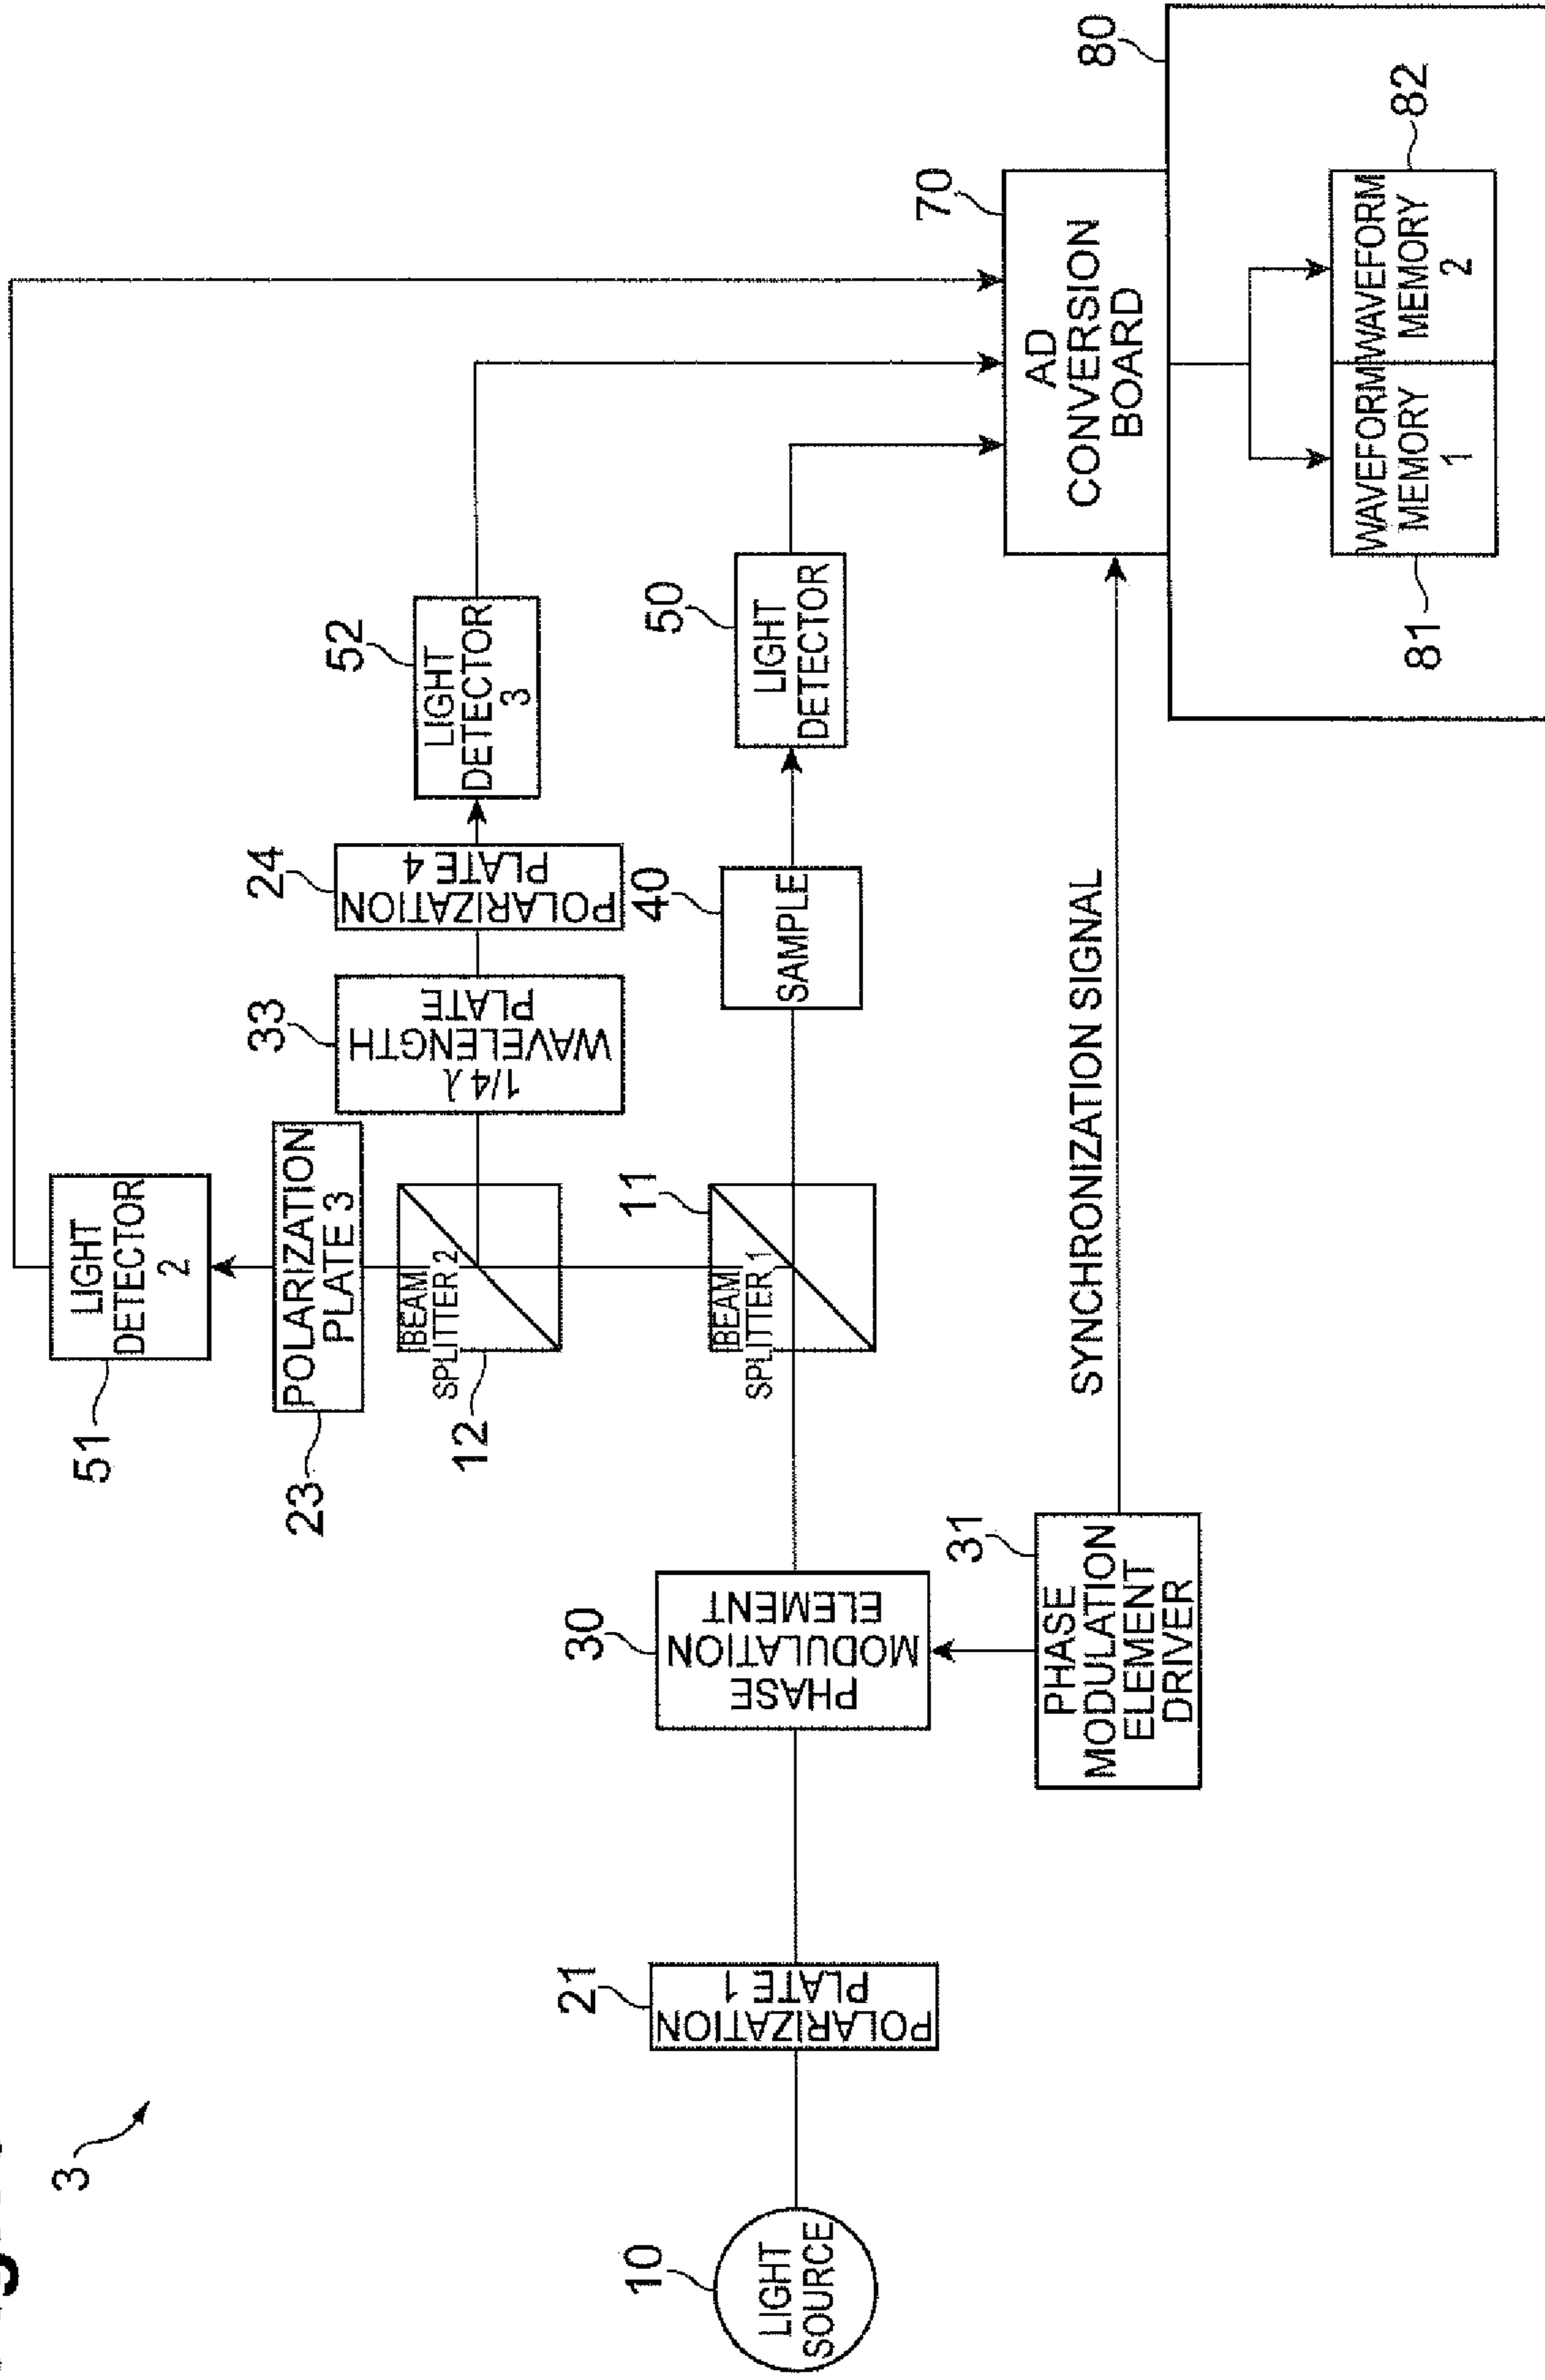 3
51
LIGHT
DETECTOR
2
23
POLARIZATION
PLATE 3
12
BEAM
SPLITTER 2
33
1/4 λ
WAVELENGTH
PLATE
24
POLARIZATION
PLATE 4
52
LIGHT
DETECTOR
3
10
LIGHT
SOURCE
21
POLARIZATION
PLATE 1
30
PHASE
MODULATION
ELEMENT
11
BEAM
SPLITTER 1
40
SAMPLE
50
LIGHT
DETECTOR
31
PHASE
MODULATION
ELEMENT
DRIVER
SYNCHRONIZATION SIGNAL
70
AD
CONVERSION
BOARD
80
81
WAVEFORM
MEMORY
1
WAVEFORM
MEMORY
2
82